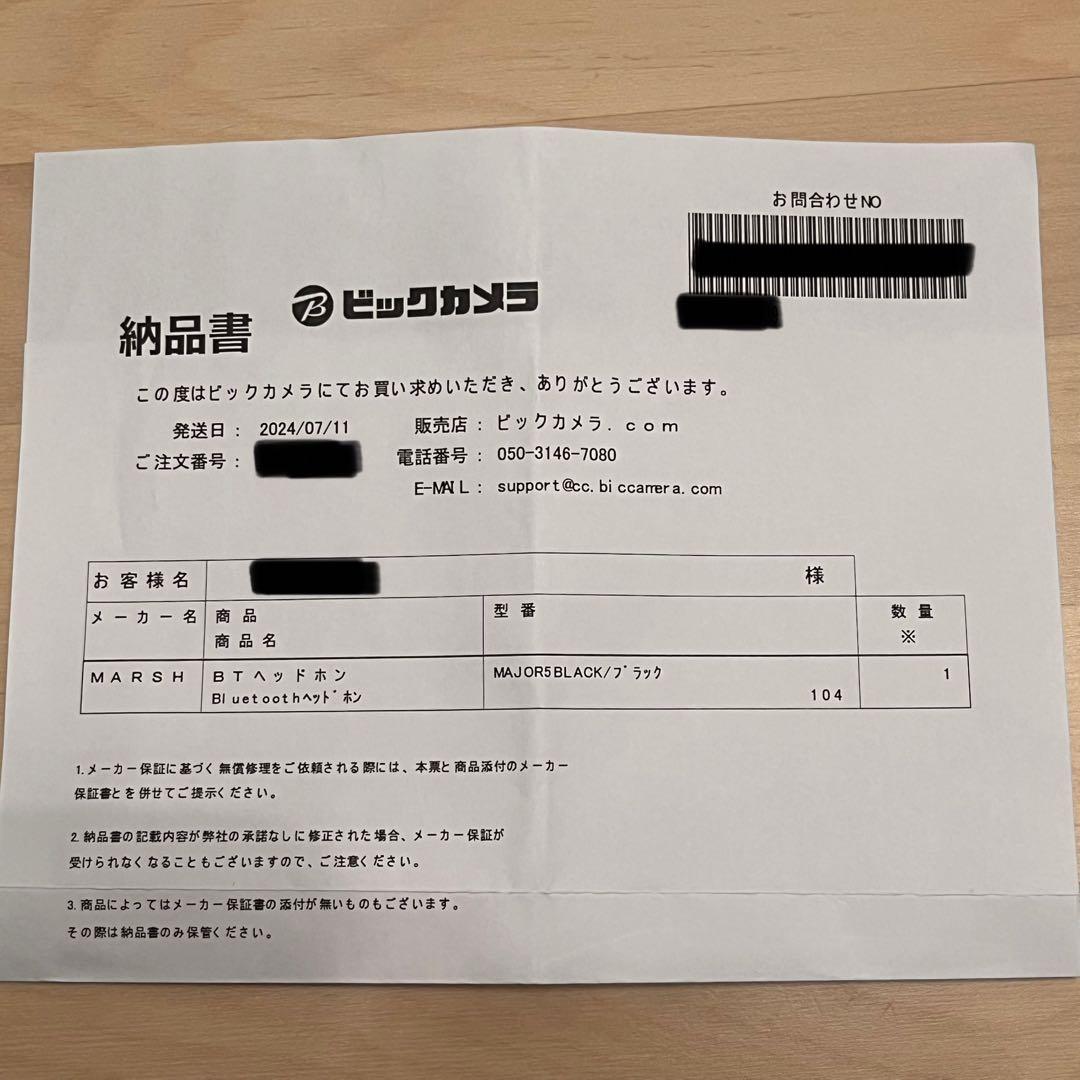 お問合わせNO
納品書
B ビックカメラ
この度はビックカメラにてお買い求めいただき、ありがとうございます。
発送日： 2024/07/11 販売店： ビックカメラ.ｃｏｍ
ご注文番号： 電話番号： 050-3146-7080
E-MAIL： support@cc.biccamera.com
お客様名 様
メーカー名 商品 型番 数量
商品名 ※
ＭＡＲＳＨ ＢＴヘッドホン MAJOR5BLACK/ﾌﾞﾗｯｸ 1
Bluetoothﾍｯﾄﾞﾎﾝ 104
1.メーカー保証に基づく無償修理をご依頼される際には、本票と商品添付のメーカー
保証書とを併せてご提示ください。
2.納品書の記載内容が弊社の承諾なしに修正された場合、メーカー保証が
受けられなくなることもございますので、ご注意ください。
3.商品によってはメーカー保証書の添付が無いものもございます。
その際は納品書のみ保管ください。